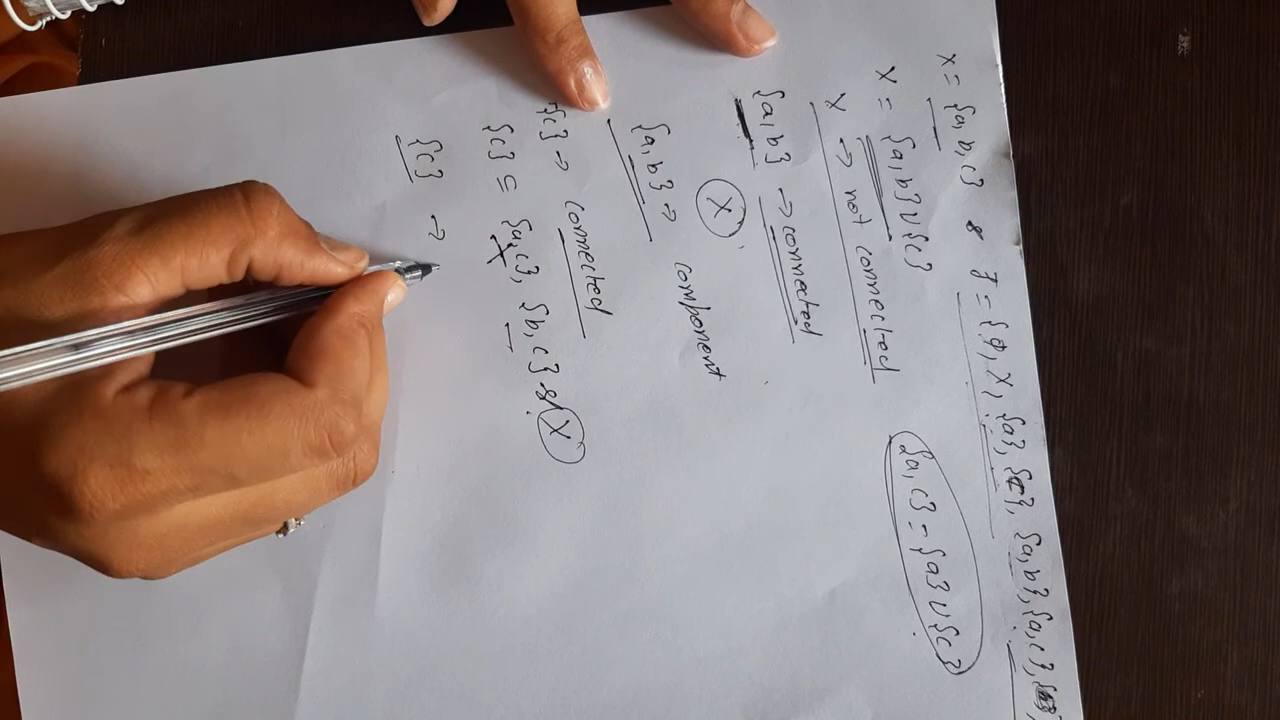 X = {a, b, c} & J = {φ, X, {a}, {c}, {a, b}, {a, c},
X = {a, b} ∪ {c}
X → not connected
{a, c} = {a} ∪ {c}
{a, b} → connected
X
{a, b} → component
{c} → connected
{c} ⊆ {a, c}, {b, c} & X
{c} →